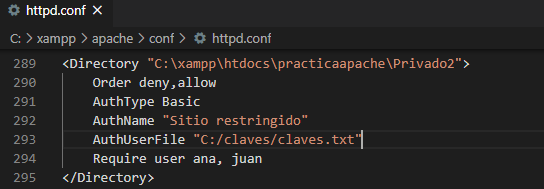 httpd.conf ×
C: > xampp > apache > conf > httpd.conf
289 <Directory "C:\xampp\htdocs\practicaapache\Privado2">
290 Order deny,allow
291 AuthType Basic
292 AuthName "Sitio restringido"
293 AuthUserFile "C:/claves/claves.txt"
294 Require user ana, juan
295 </Directory>